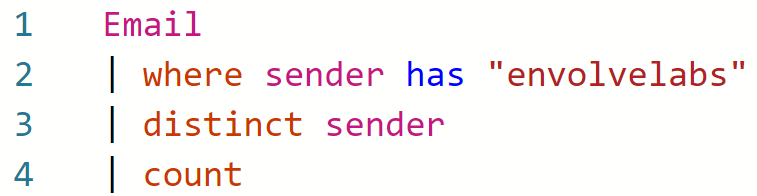 1 Email
2 | where sender has "envolvelabs"
3 | distinct sender
4 | count